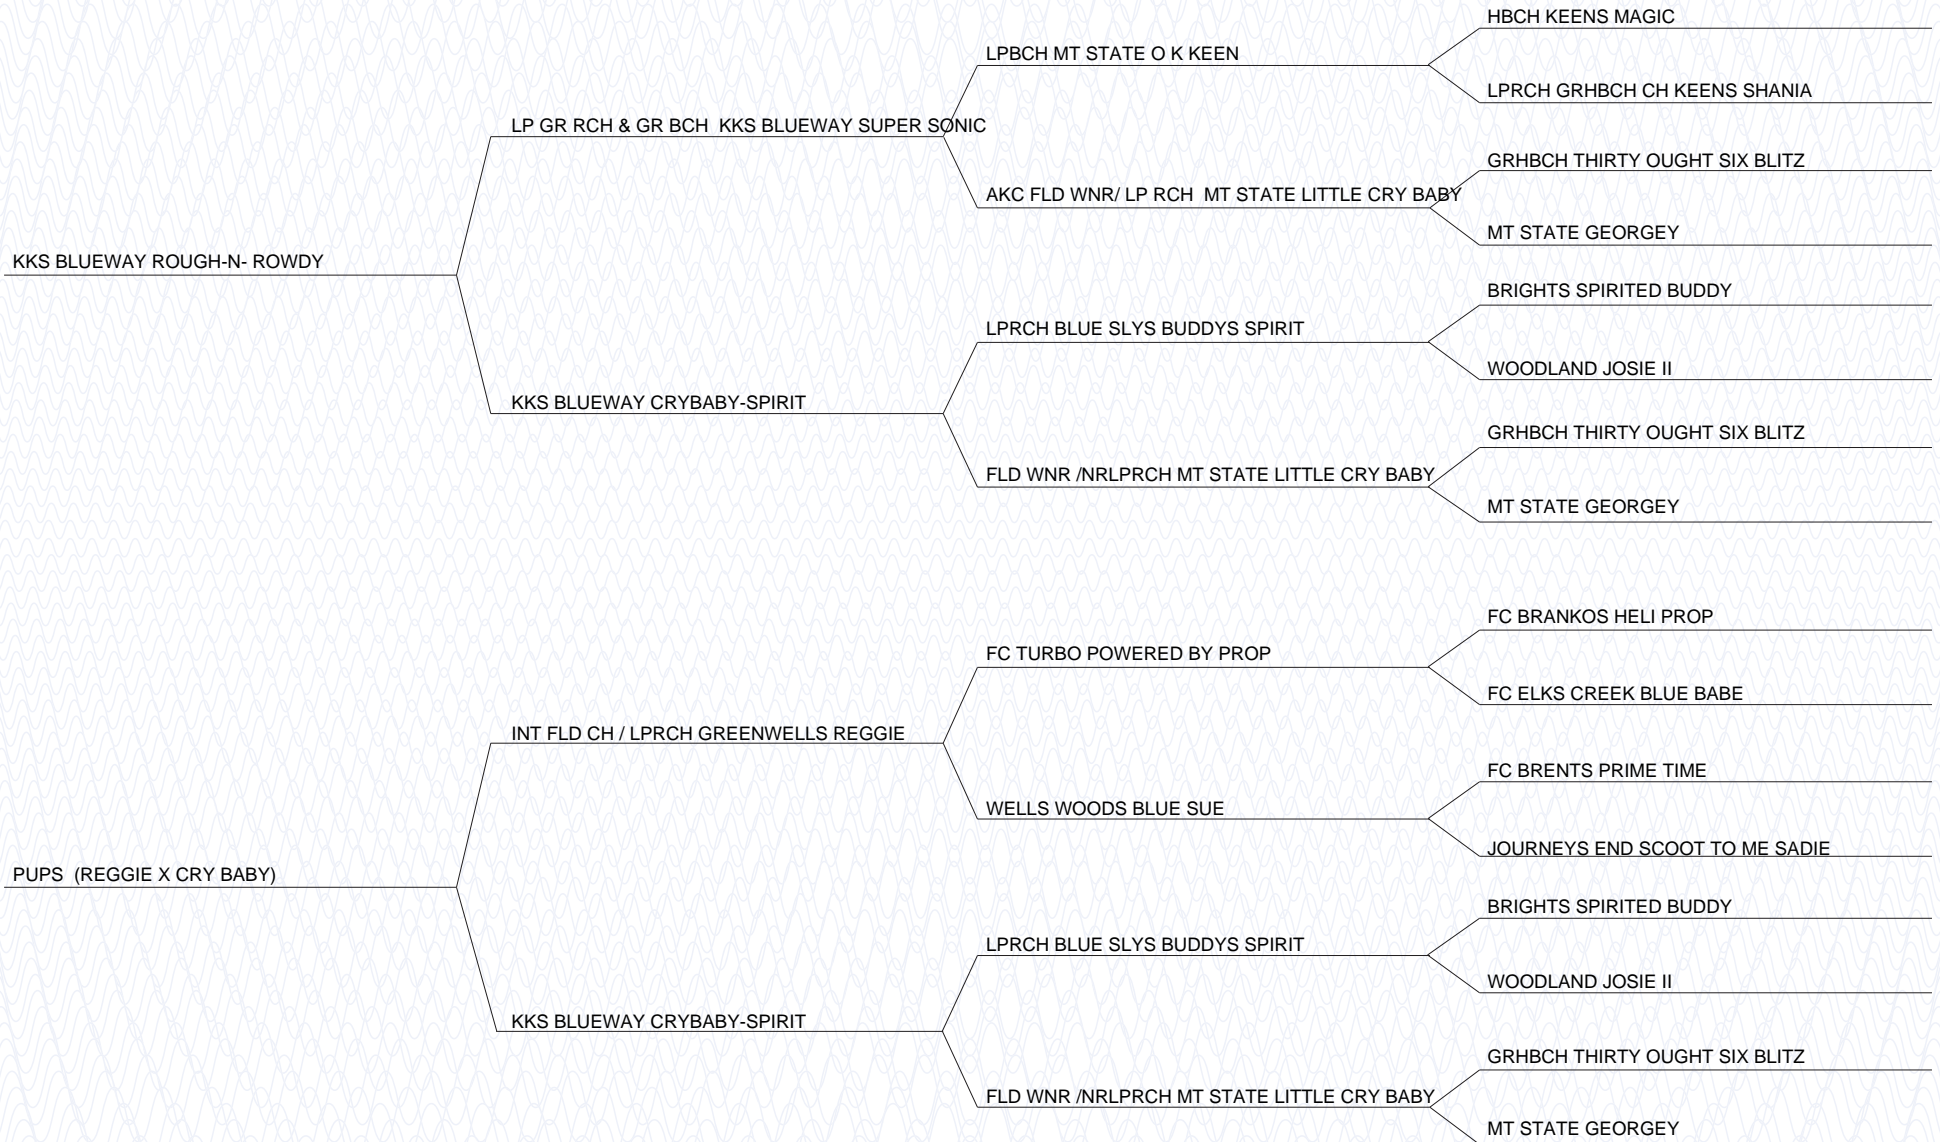 HBCH KEENS MAGIC
LPBCH MT STATE O K KEEN
LPRCH GRHBCH CH KEENS SHANIA
LP GR RCH & GR BCH  KKS BLUEWAY SUPER SONIC
GRHBCH THIRTY OUGHT SIX BLITZ
AKC FLD WNR/ LP RCH  MT STATE LITTLE CRY BABY
MT STATE GEORGEY
KKS BLUEWAY ROUGH-N- ROWDY
BRIGHTS SPIRITED BUDDY
LPRCH BLUE SLYS BUDDYS SPIRIT
WOODLAND JOSIE II
KKS BLUEWAY CRYBABY-SPIRIT
GRHBCH THIRTY OUGHT SIX BLITZ
FLD WNR /NRLPRCH MT STATE LITTLE CRY BABY
MT STATE GEORGEY
FC BRANKOS HELI PROP
FC TURBO POWERED BY PROP
FC ELKS CREEK BLUE BABE
INT FLD CH / LPRCH GREENWELLS REGGIE
FC BRENTS PRIME TIME
WELLS WOODS BLUE SUE
JOURNEYS END SCOOT TO ME SADIE
PUPS  (REGGIE X CRY BABY)
BRIGHTS SPIRITED BUDDY
LPRCH BLUE SLYS BUDDYS SPIRIT
WOODLAND JOSIE II
KKS BLUEWAY CRYBABY-SPIRIT
GRHBCH THIRTY OUGHT SIX BLITZ
FLD WNR /NRLPRCH MT STATE LITTLE CRY BABY
MT STATE GEORGEY